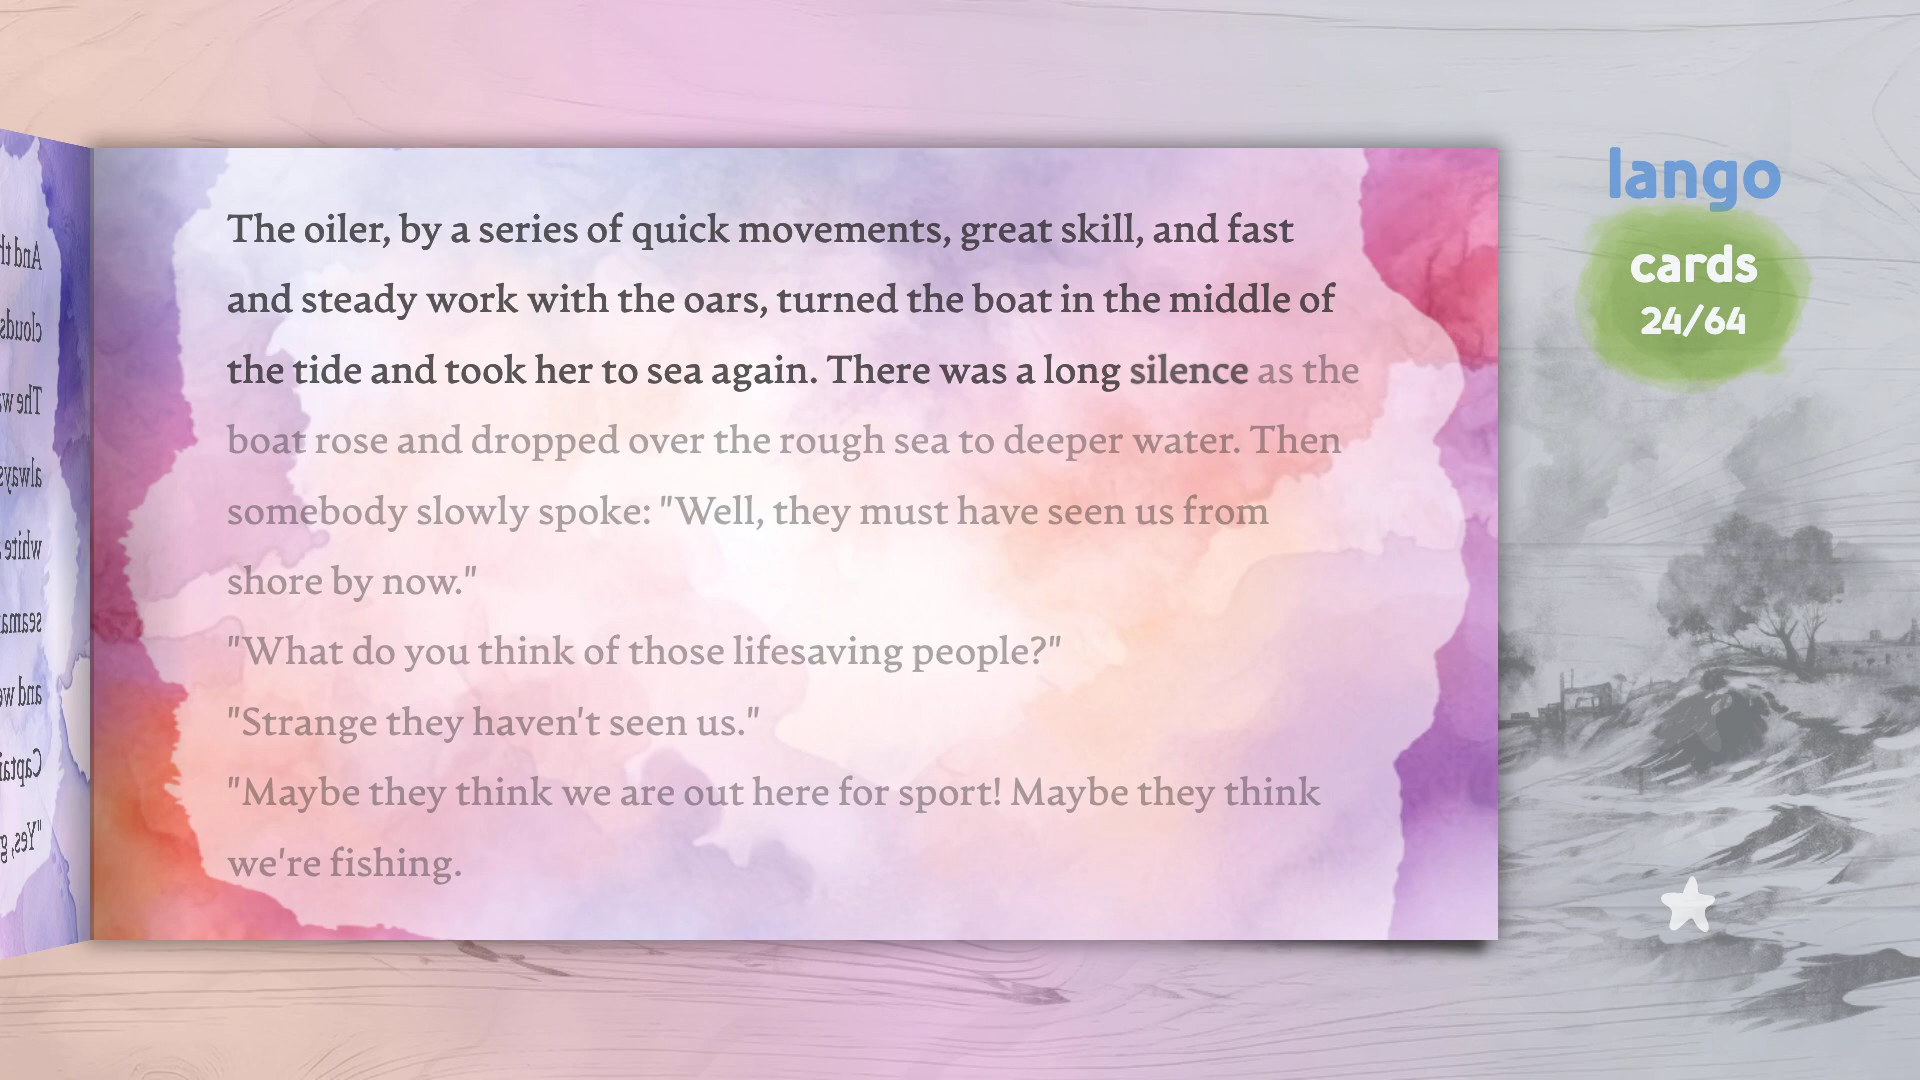 The oiler, by a series of quick movements, great skill, and fast
and steady work with the oars, turned the boat in the middle of
the tide and took her to sea again. There was a long silence as the
boat rose and dropped over the rough sea to deeper water. Then
somebody slowly spoke: "Well, they must have seen us from
shore by now."
"What do you think of those lifesaving people?"
"Strange they haven't seen us."
"Maybe they think we are out here for sport! Maybe they think
we're fishing.
lango
cards
24/64